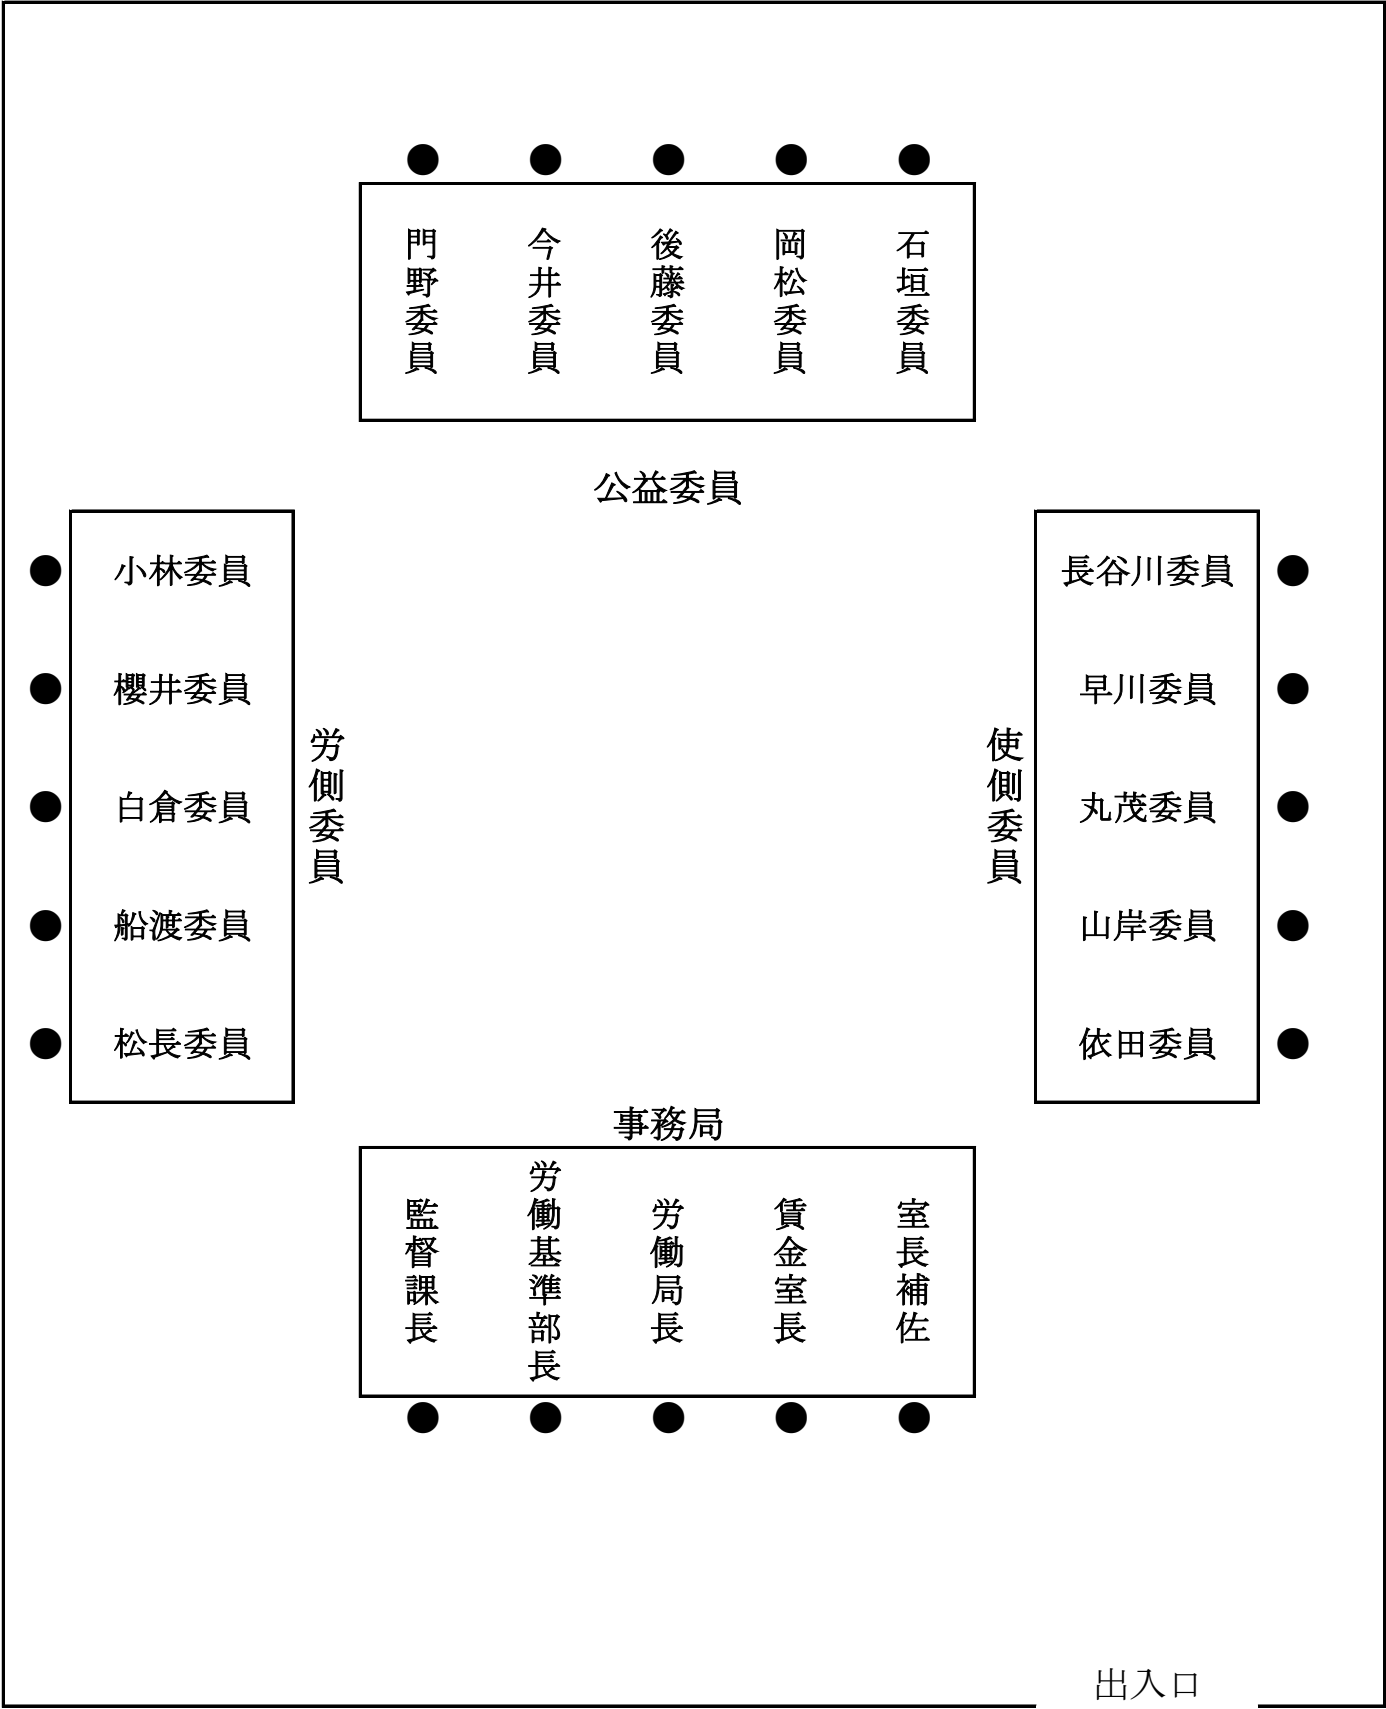 門野委員
今井委員
後藤委員
岡松委員
石垣委員
公益委員
小林委員
櫻井委員
白倉委員
船渡委員
松長委員
労側委員
使側委員
長谷川委員
早川委員
丸茂委員
山岸委員
依田委員
事務局
監督課長
労働基準部長
労働局長
賃金室長
室長補佐
出入口